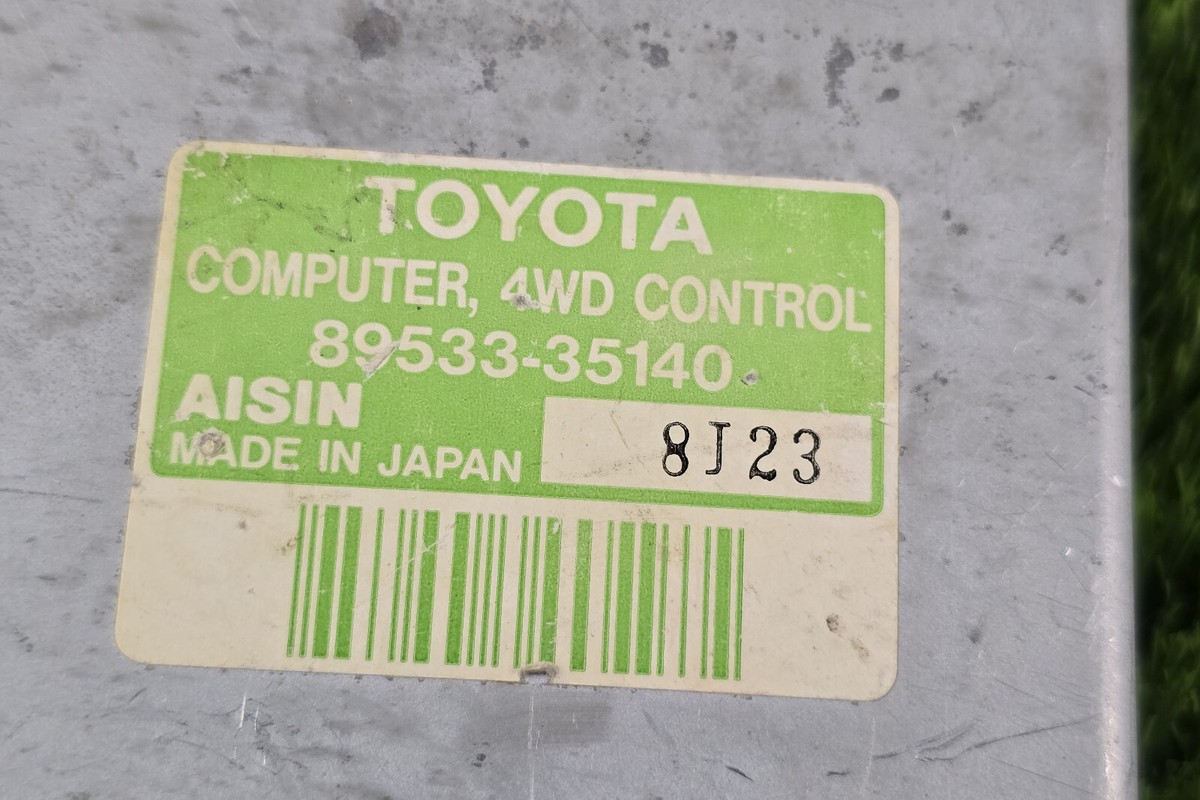 TOYOTA
COMPUTER, 4WD CONTROL
89533-35140
AISIN
MADE IN JAPAN
8J23